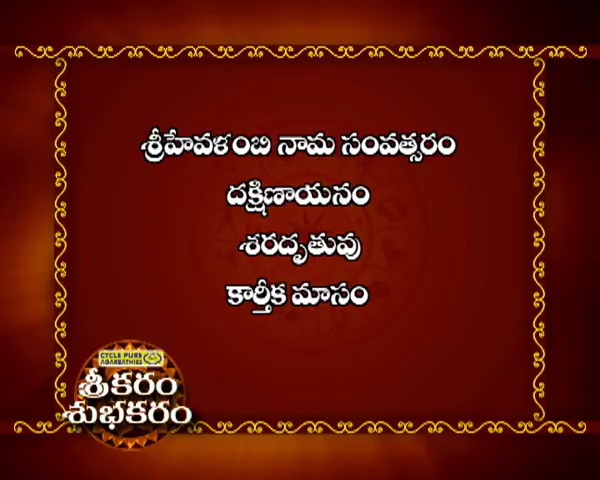 శ్రీహేవళంబి నామ సంవత్సరం
దక్షిణాయనం
శరదృతువు
కార్తీక మాసం
CYCLE PURE
AGARBATHIES
శ్రీకరం
శుభకరం